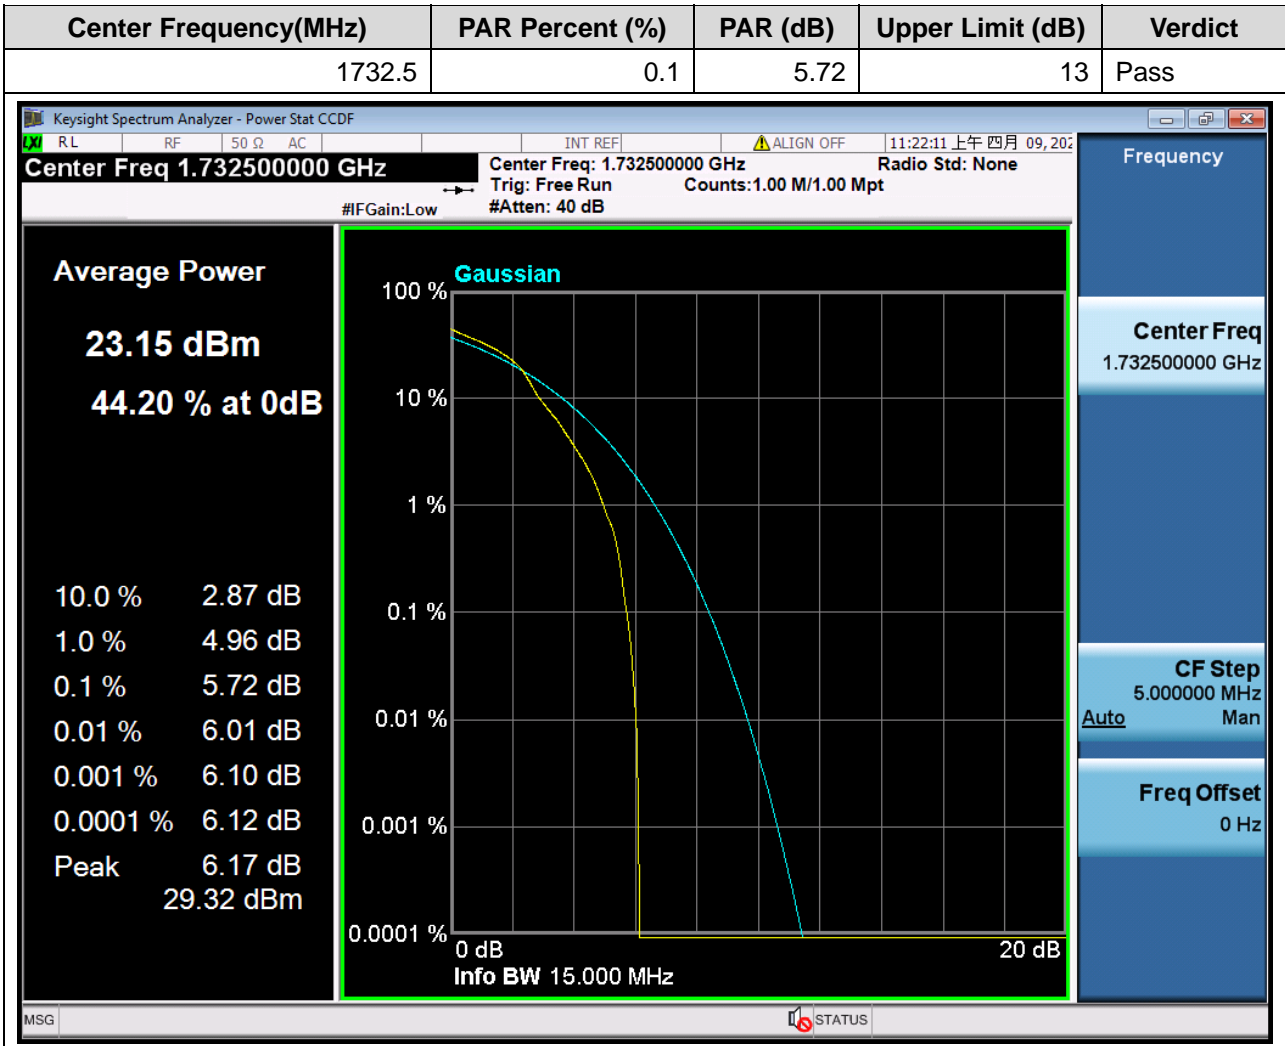 Center Frequency(MHz) PAR Percent (%) PAR (dB) Upper Limit (dB) Verdict
1732.5 0.1 5.72 13 Pass
Keysight Spectrum Analyzer - Power Stat CCDF
LXI RL RF 50 Ω AC INT REF ALIGN OFF 11:22:11 上午 四月 09, 202
Center Freq 1.732500000 GHz
Center Freq: 1.732500000 GHz Radio Std: None
Trig: Free Run Counts:1.00 M/1.00 Mpt
#IFGain:Low #Atten: 40 dB
Average Power
23.15 dBm
44.20 % at 0dB
10.0 % 2.87 dB
1.0 % 4.96 dB
0.1 % 5.72 dB
0.01 % 6.01 dB
0.001 % 6.10 dB
0.0001 % 6.12 dB
Peak 6.17 dB
29.32 dBm
Gaussian
100 %
10 %
1 %
0.1 %
0.01 %
0.001 %
0.0001 %
0 dB 20 dB
Info BW 15.000 MHz
Frequency
Center Freq
1.732500000 GHz
CF Step
5.000000 MHz
Auto Man
Freq Offset
0 Hz
MSG STATUS